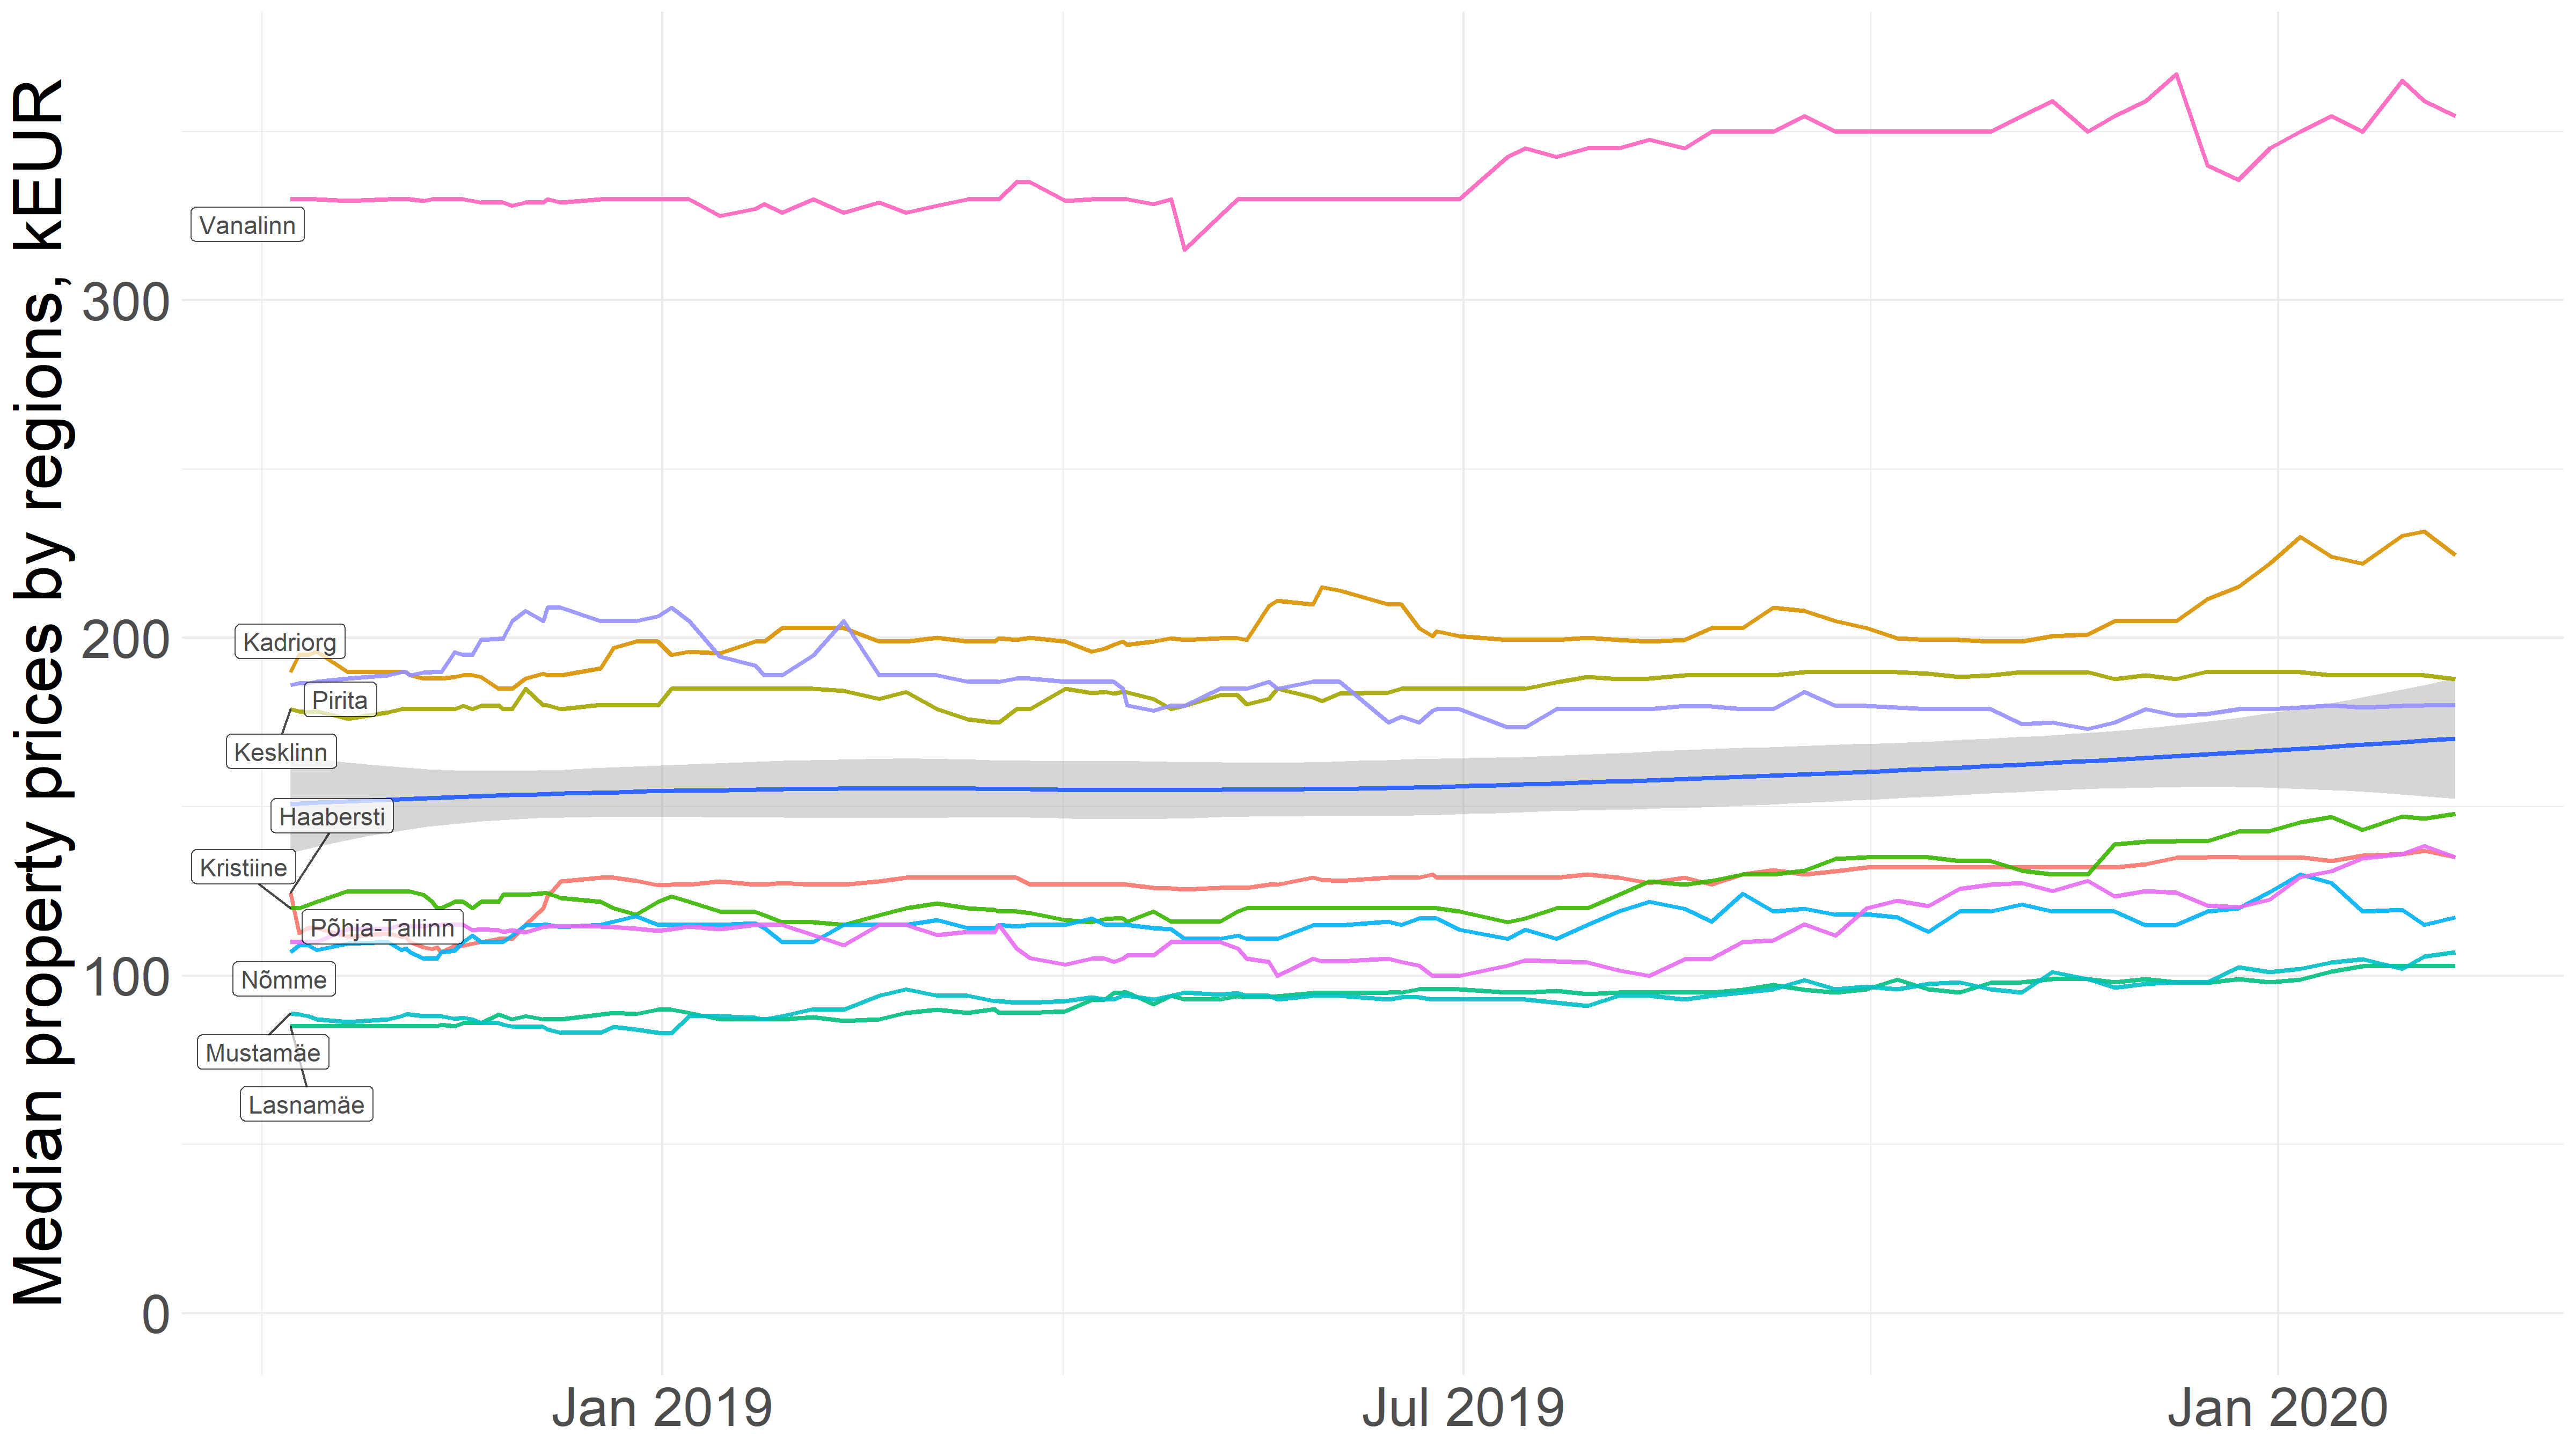 Median property prices by regions, kEUR
300
200
100
0
Vanalinn
Kadriorg
Pirita
Kesklinn
Haabersti
Kristiine
Põhja-Tallinn
Nõmme
Mustamäe
Lasnamäe
Jan 2019
Jul 2019
Jan 2020